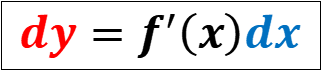 dy = f'(x)dx